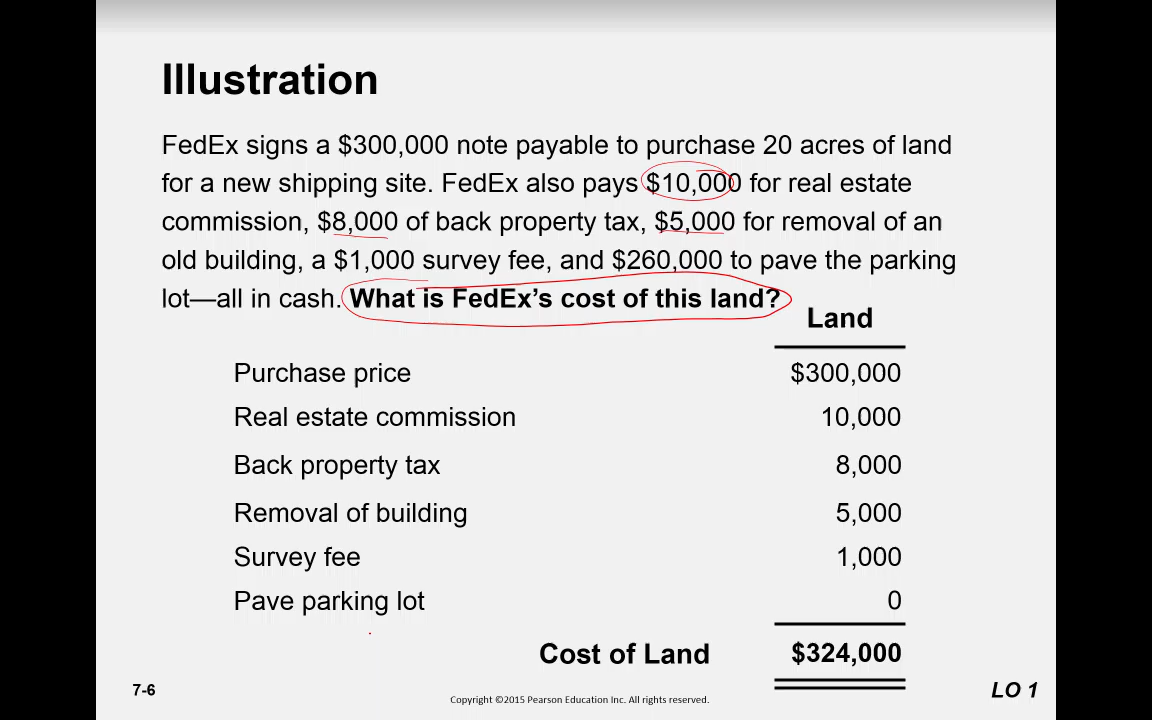 Illustration
FedEx signs a $300,000 note payable to purchase 20 acres of land
for a new shipping site. FedEx also pays $10,000 for real estate
commission, $8,000 of back property tax, $5,000 for removal of an
old building, a $1,000 survey fee, and $260,000 to pave the parking
lot—all in cash. What is FedEx’s cost of this land?
Land
Purchase price $300,000
Real estate commission 10,000
Back property tax 8,000
Removal of building 5,000
Survey fee 1,000
Pave parking lot 0
Cost of Land $324,000
7-6 Copyright ©2015 Pearson Education Inc. All rights reserved. LO 1